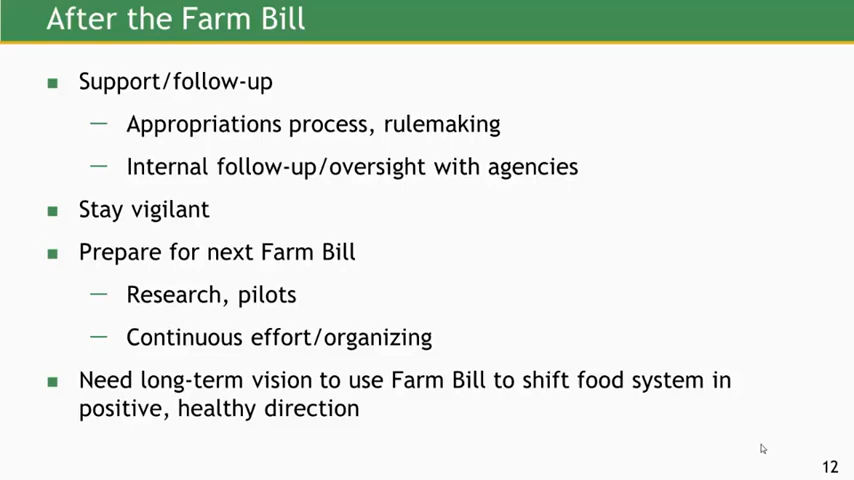 After the Farm Bill
Support/follow-up
— Appropriations process, rulemaking
— Internal follow-up/oversight with agencies
Stay vigilant
Prepare for next Farm Bill
— Research, pilots
— Continuous effort/organizing
Need long-term vision to use Farm Bill to shift food system in
positive, healthy direction
12